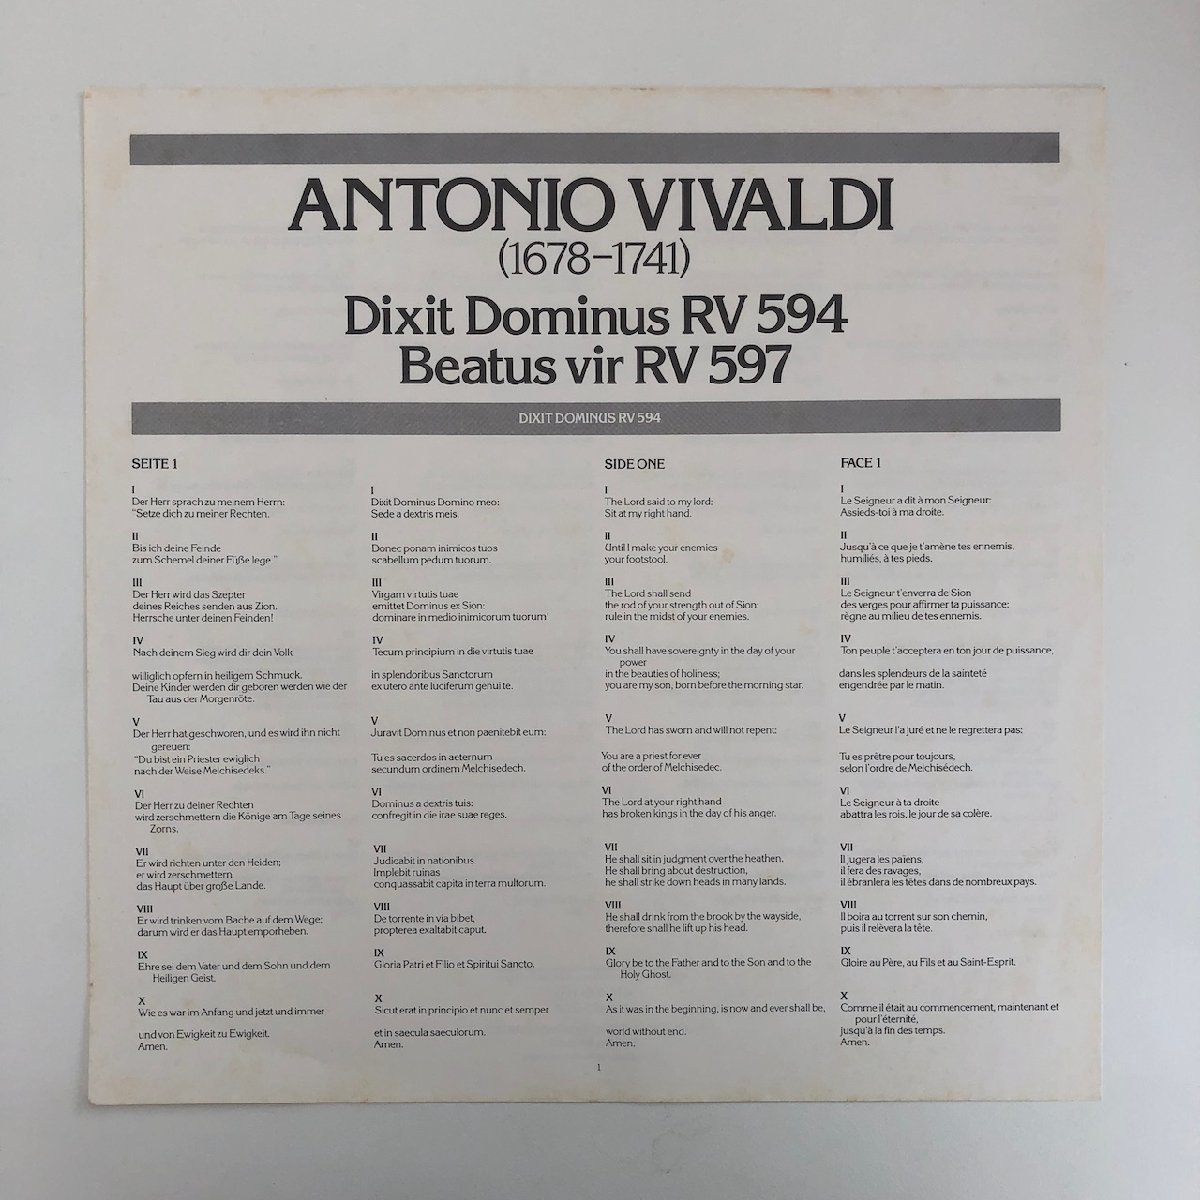 ANTONIO VIVALDI
(1678–1741)
Dixit Dominus RV 594
Beatus vir RV 597
DIXIT DOMINUS RV 594
SEITE 1
I
Der Herr sprach zu meinem Herrn:
"Setze dich zu meiner Rechten,
II
Bis ich deine Feinde
zum Schemel deiner Füße lege."
III
Der Herr wird das Szepter
deines Reiches senden aus Zion.
Herrsche unter deinen Feinden!
IV
Nach deinem Sieg wird dir dein Volk
williglich opfern in heiligem Schmuck.
Deine Kinder werden dir geboren werden wie der
Tau aus der Morgenröte.
V
Der Herr hat geschworen, und es wird ihn nicht
gereuen:
"Du bist ein Priester ewiglich
nach der Weise Melchisedeks."
VI
Der Herr zu deiner Rechten
wird zerschmettern die Könige am Tage seines
Zorns.
VII
Er wird richten unter den Heiden;
er wird zerschmettern
das Haupt über große Lande.
VIII
Er wird trinken vom Bache auf dem Wege;
darum wird er das Haupt emporheben.
IX
Ehre sei dem Vater und dem Sohn und dem
Heiligen Geist.
X
Wie es war im Anfang und jetzt und immer
und von Ewigkeit zu Ewigkeit.
Amen.
I
Dixit Dominus Domino meo:
Sede a dextris meis.
II
Donec ponam inimicos tuos
scabellum pedum tuorum.
III
Virgam virtutis tuae
emittet Dominus ex Sion:
dominare in medio inimicorum tuorum
IV
Tecum principium in die virtutis tuae
in splendoribus Sanctorum
ex utero ante luciferum genui te.
V
Juravit Dominus et non paenitebit eum:
Tu es sacerdos in aeternum
secundum ordinem Melchisedech.
VI
Dominus a dextris tuis:
confregit in die irae suae reges.
VII
Judicabit in nationibus
Implebit ruinas
conquassabit capita in terra multorum.
VIII
De torrente in via bibet,
propterea exaltabit caput.
IX
Gloria Patri et Filio et Spiritui Sancto.
X
Sicut erat in principio et nunc et semper
et in saecula saeculorum.
Amen.
SIDE ONE
I
The Lord said to my lord:
Sit at my right hand.
II
Until I make your enemies
your footstool.
III
The Lord shall send
the rod of your strength out of Sion:
rule in the midst of your enemies.
IV
You shall have sovereignty in the day of your
power
in the beauties of holiness;
you are my son, born before the morning star.
V
The Lord has sworn and will not repent:
You are a priest for ever
of the order of Melchisedec.
VI
The Lord at your right hand
has broken kings in the day of his anger.
VII
He shall sit in judgment over the heathen.
He shall bring about destruction,
he shall strike down heads in many lands.
VIII
He shall drink from the brook by the wayside,
therefore shall he lift up his head.
IX
Glory be to the Father and to the Son and to the
Holy Ghost.
X
As it was in the beginning, is now and ever shall be,
world without end.
Amen.
FACE 1
I
Le Seigneur a dit à mon Seigneur:
Assieds-toi à ma droite.
II
Jusqu'à ce que je t'amène tes ennemis,
humiliés, à tes pieds.
III
Le Seigneur t'enverra de Sion
des verges pour affirmer ta puissance:
règne au milieu de tes ennemis.
IV
Ton peuple t'acceptera en ton jour de puissance,
dans les splendeurs de la sainteté
engendrée par le matin.
V
Le Seigneur l'a juré et ne le regrettera pas:
Tu es prêtre pour toujours,
selon l'ordre de Melchisédech.
VI
Le Seigneur à ta droite
abattra les rois, le jour de sa colère.
VII
Il jugera les païens,
il fera des ravages,
il ébranlera les têtes dans de nombreux pays.
VIII
Il boira au torrent sur son chemin,
puis il relèvera la tête.
IX
Gloire au Père, au Fils et au Saint-Esprit.
X
Comme il était au commencement, maintenant et
pour l'éternité,
jusqu'à la fin des temps.
Amen.
1